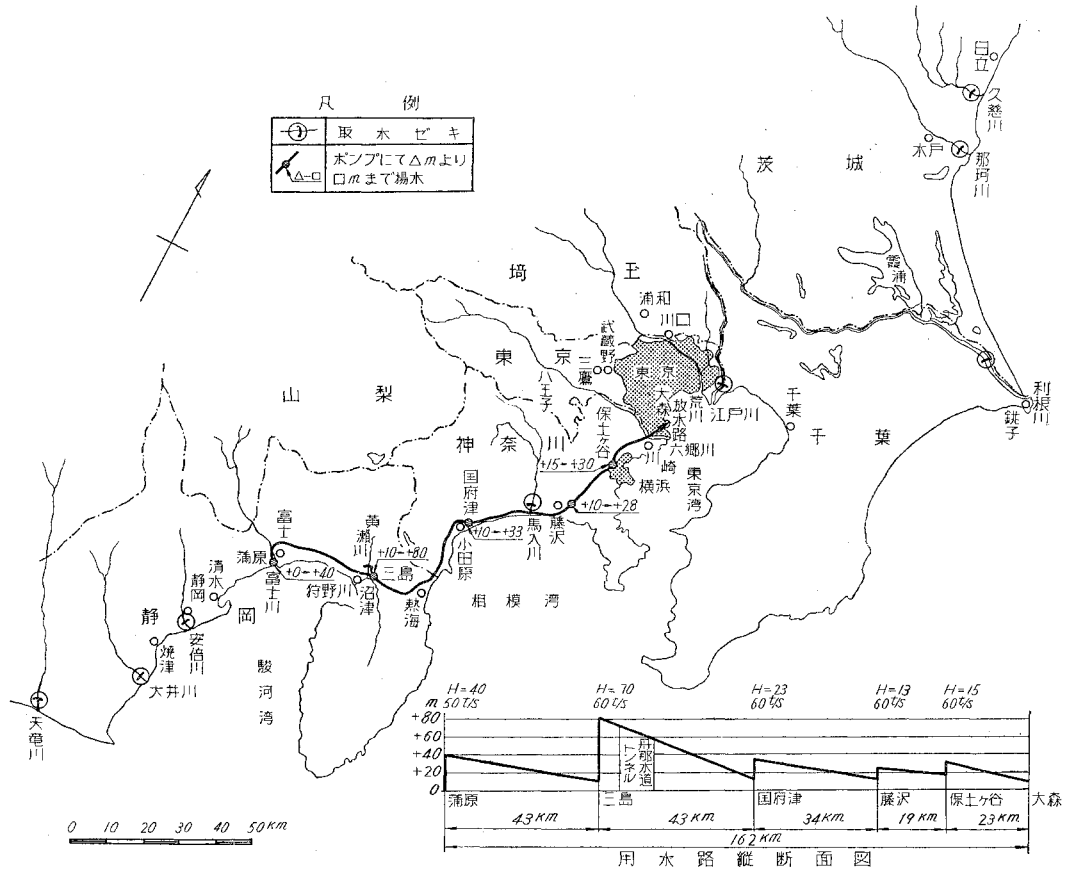 凡例
取水ゼキ
△-□
ポンプにて△mより
□mまで揚水
日立
久慈川
水戸
那珂川
茨城
霞浦
埼玉
浦和
川口
武蔵野
三鷹
東京
東京
八王子
大森
荒川
放水路
江戸川
六郷川
千葉
千葉
利根川
銚子
山梨
神奈川
保土ヶ谷
+15~+30
川崎
横浜
東京湾
国府津
+10~+33
小田原
馬入川
藤沢
+10~+28
相模湾
富士
黄瀬川
+10~+80
蒲原
+0~+40
富士川
狩野川
沼津
三島
熱海
清水
静岡
静岡
安倍川
焼津
大井川
駿河湾
天竜川
H=40
50t/s
H=70
60t/s
H=23
60t/s
H=13
60t/s
H=15
60t/s
m
+80
+60
+40
+20
0
丹那水道
トンネル
蒲原 三島 国府津 藤沢 保土ヶ谷 大森
43km 43km 34km 19km 23km
162km
用水路縦断面図
0 10 20 30 40 50km